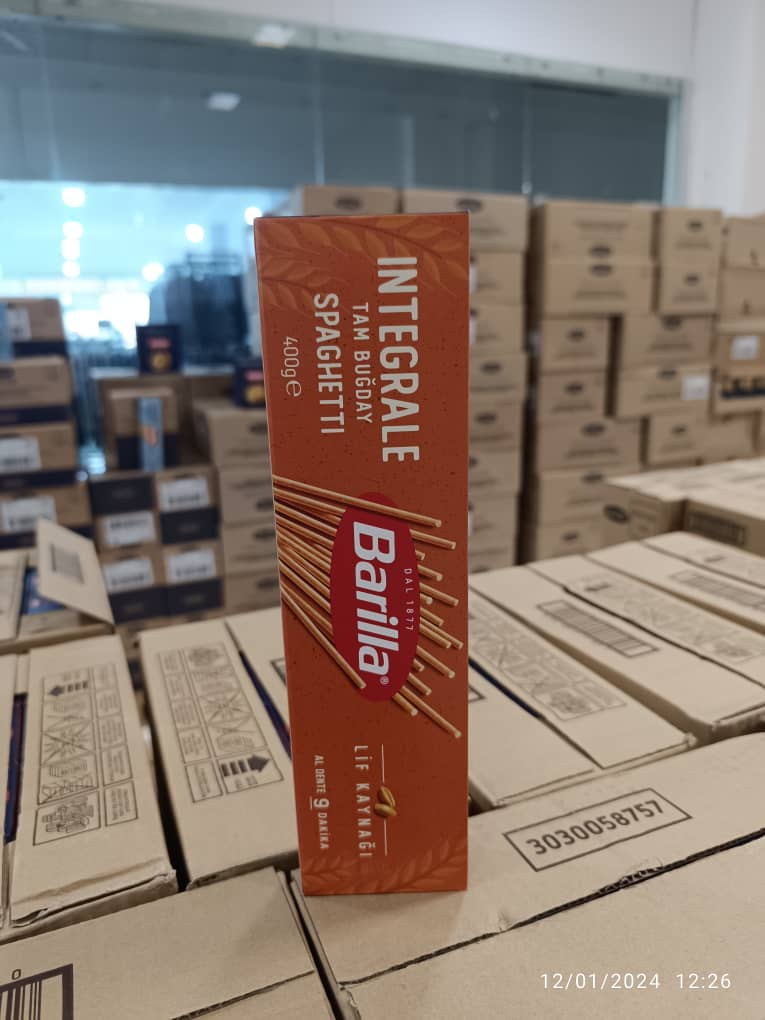 INTEGRALE
TAM BUĞDAY
SPAGHETTI
400g℮
DAL 1877
Barilla®
LİF KAYNAĞI
AL DENTE 9 DAKİKA
3030058757
12/01/2024 12:26